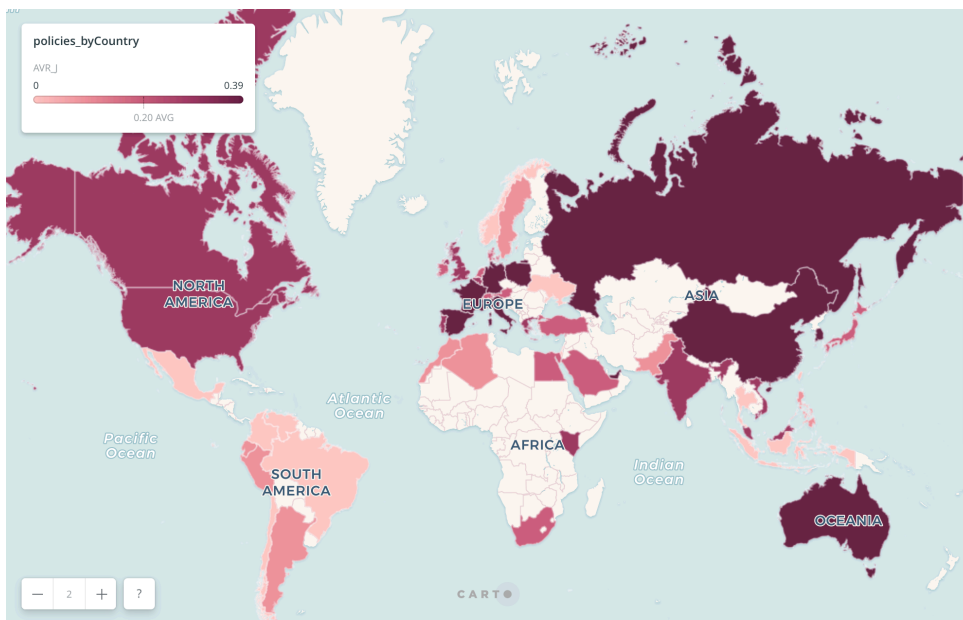 policies_byCountry
AVR_J
0 0.39
0.20 AVG
NORTH
AMERICA
EUROPE
ASIA
Atlantic
Ocean
Pacific
Ocean
AFRICA
SOUTH
AMERICA
Indian
Ocean
OCEANIA
— 2 + ?
CARTO